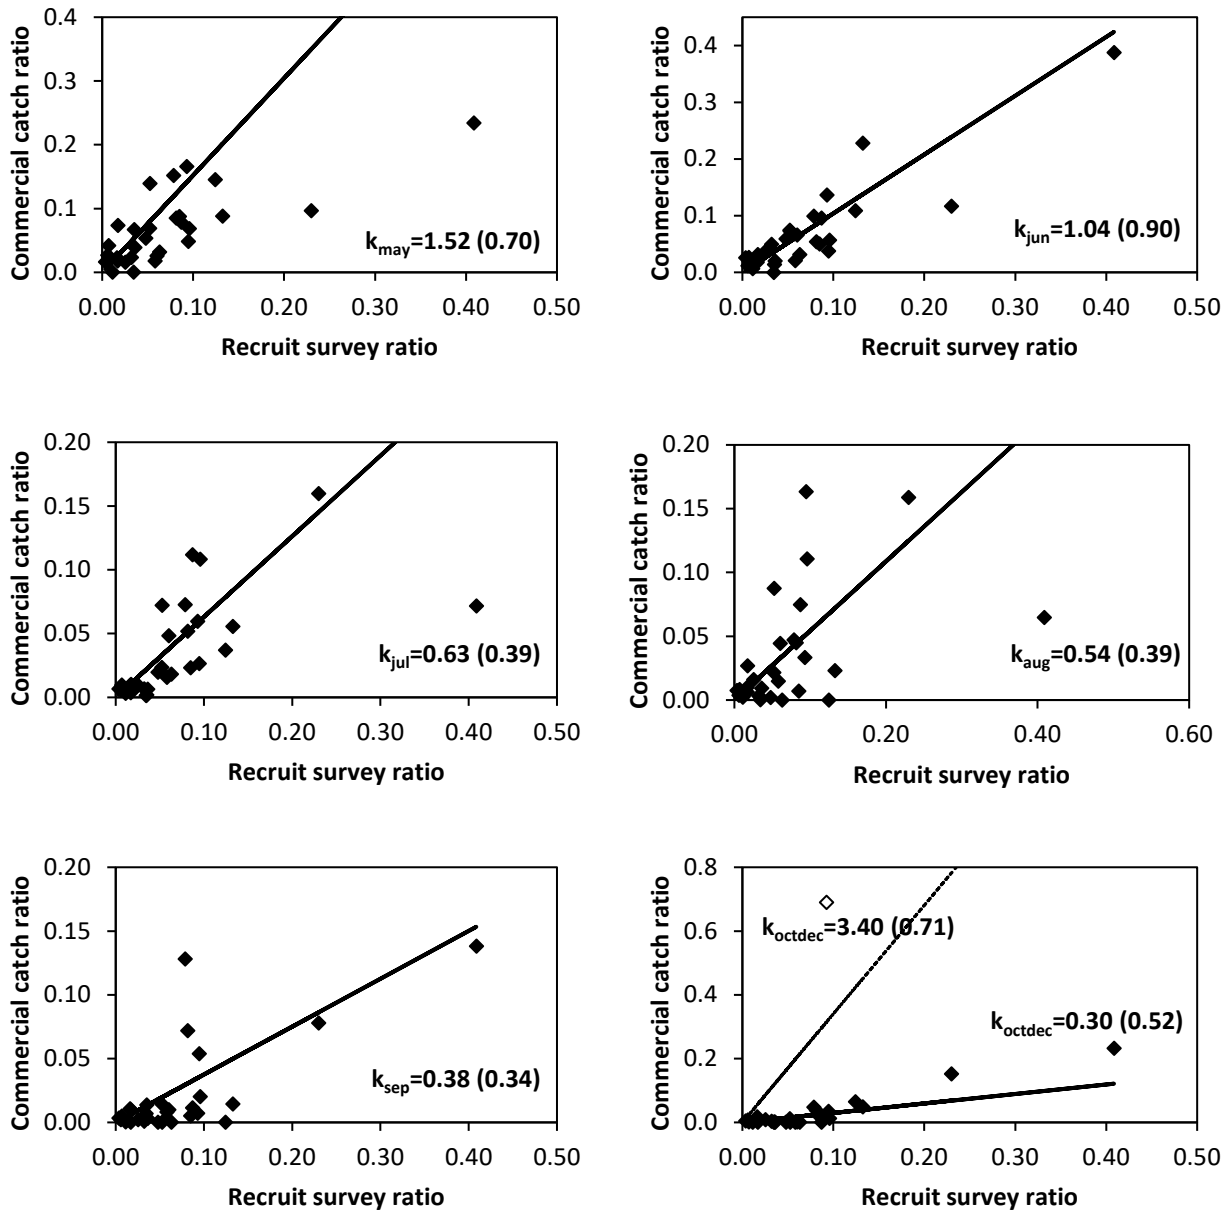 Commercial catch ratio
0.4
0.3
0.2
0.1
0.0
k_may=1.52 (0.70)
0.00 0.10 0.20 0.30 0.40 0.50
Recruit survey ratio
Commercial catch ratio
0.4
0.3
0.2
0.1
0.0
k_jun=1.04 (0.90)
0.00 0.10 0.20 0.30 0.40 0.50
Recruit survey ratio
Commercial catch ratio
0.20
0.15
0.10
0.05
0.00
k_jul=0.63 (0.39)
0.00 0.10 0.20 0.30 0.40 0.50
Recruit survey ratio
Commercial catch ratio
0.20
0.15
0.10
0.05
0.00
k_aug=0.54 (0.39)
0.00 0.20 0.40 0.60
Recruit survey ratio
Commercial catch ratio
0.20
0.15
0.10
0.05
0.00
k_sep=0.38 (0.34)
0.00 0.10 0.20 0.30 0.40 0.50
Recruit survey ratio
Commercial catch ratio
0.8
0.6
0.4
0.2
0.0
k_octdec=3.40 (0.71)
k_octdec=0.30 (0.52)
0.00 0.10 0.20 0.30 0.40 0.50
Recruit survey ratio